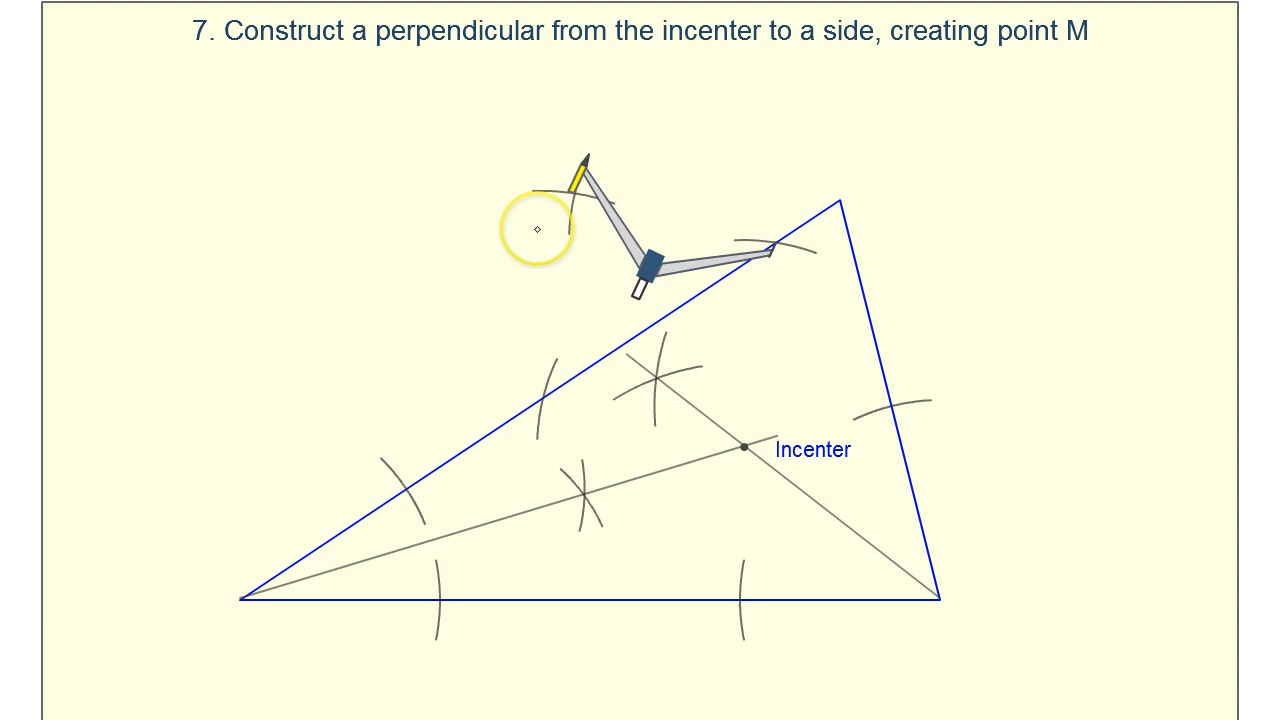 7. Construct a perpendicular from the incenter to a side, creating point M
Incenter